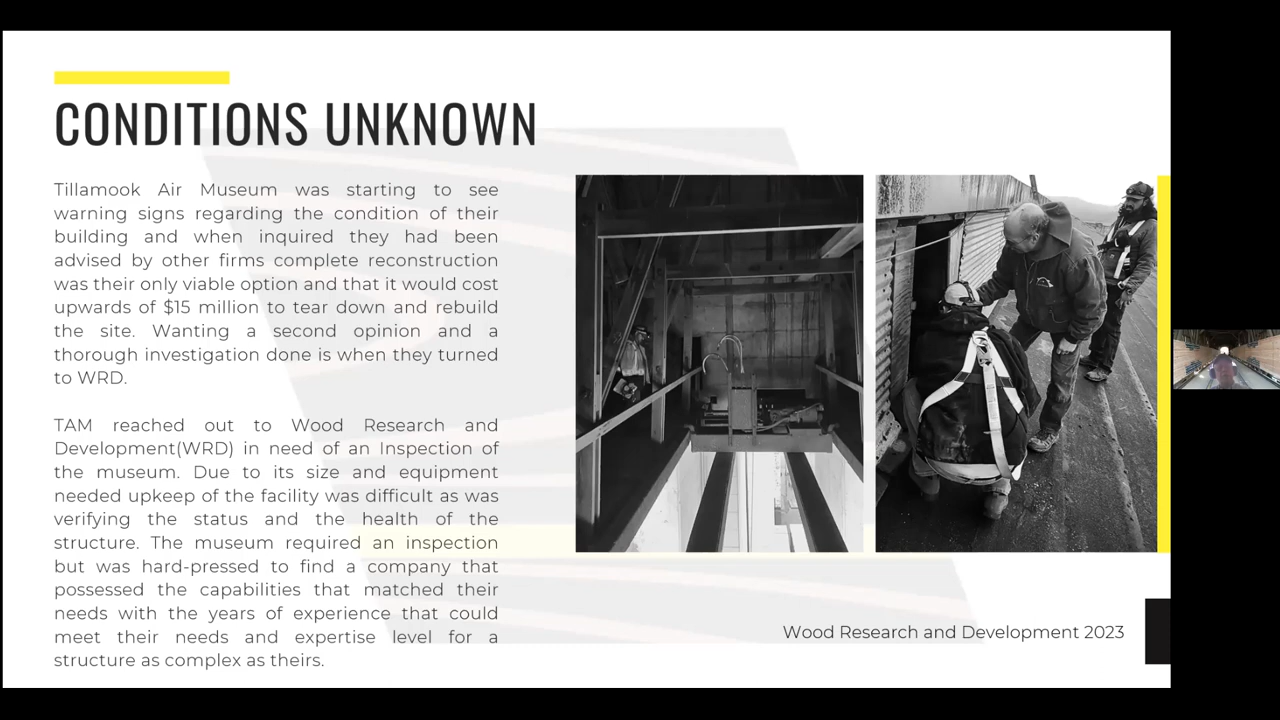 CONDITIONS UNKNOWN
Tillamook Air Museum was starting to see
warning signs regarding the condition of their
building and when inquired they had been
advised by other firms complete reconstruction
was their only viable option and that it would cost
upwards of $15 million to tear down and rebuild
the site. Wanting a second opinion and a
thorough investigation done is when they turned
to WRD.
TAM reached out to Wood Research and
Development(WRD) in need of an Inspection of
the museum. Due to its size and equipment
needed upkeep of the facility was difficult as was
verifying the status and the health of the
structure. The museum required an inspection
but was hard-pressed to find a company that
possessed the capabilities that matched their
needs with the years of experience that could
meet their needs and expertise level for a
structure as complex as theirs.
Wood Research and Development 2023